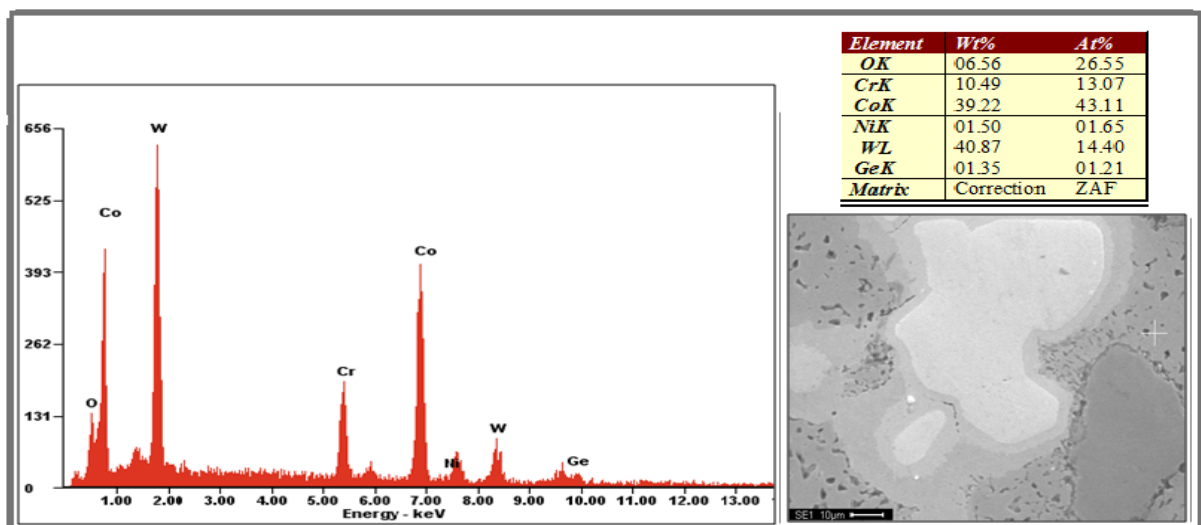 Element Wt% At%
OK 06.56 26.55
CrK 10.49 13.07
CoK 39.22 43.11
NiK 01.50 01.65
WL 40.87 14.40
GeK 01.35 01.21
Matrix Correction ZAF
656
525
393
262
131
0
W
Co
O
Cr
Co
Ni
W
Ge
1.00 2.00 3.00 4.00 5.00 6.00 7.00 8.00 9.00 10.00 11.00 12.00 13.00
Energy - keV
SE1 10µm